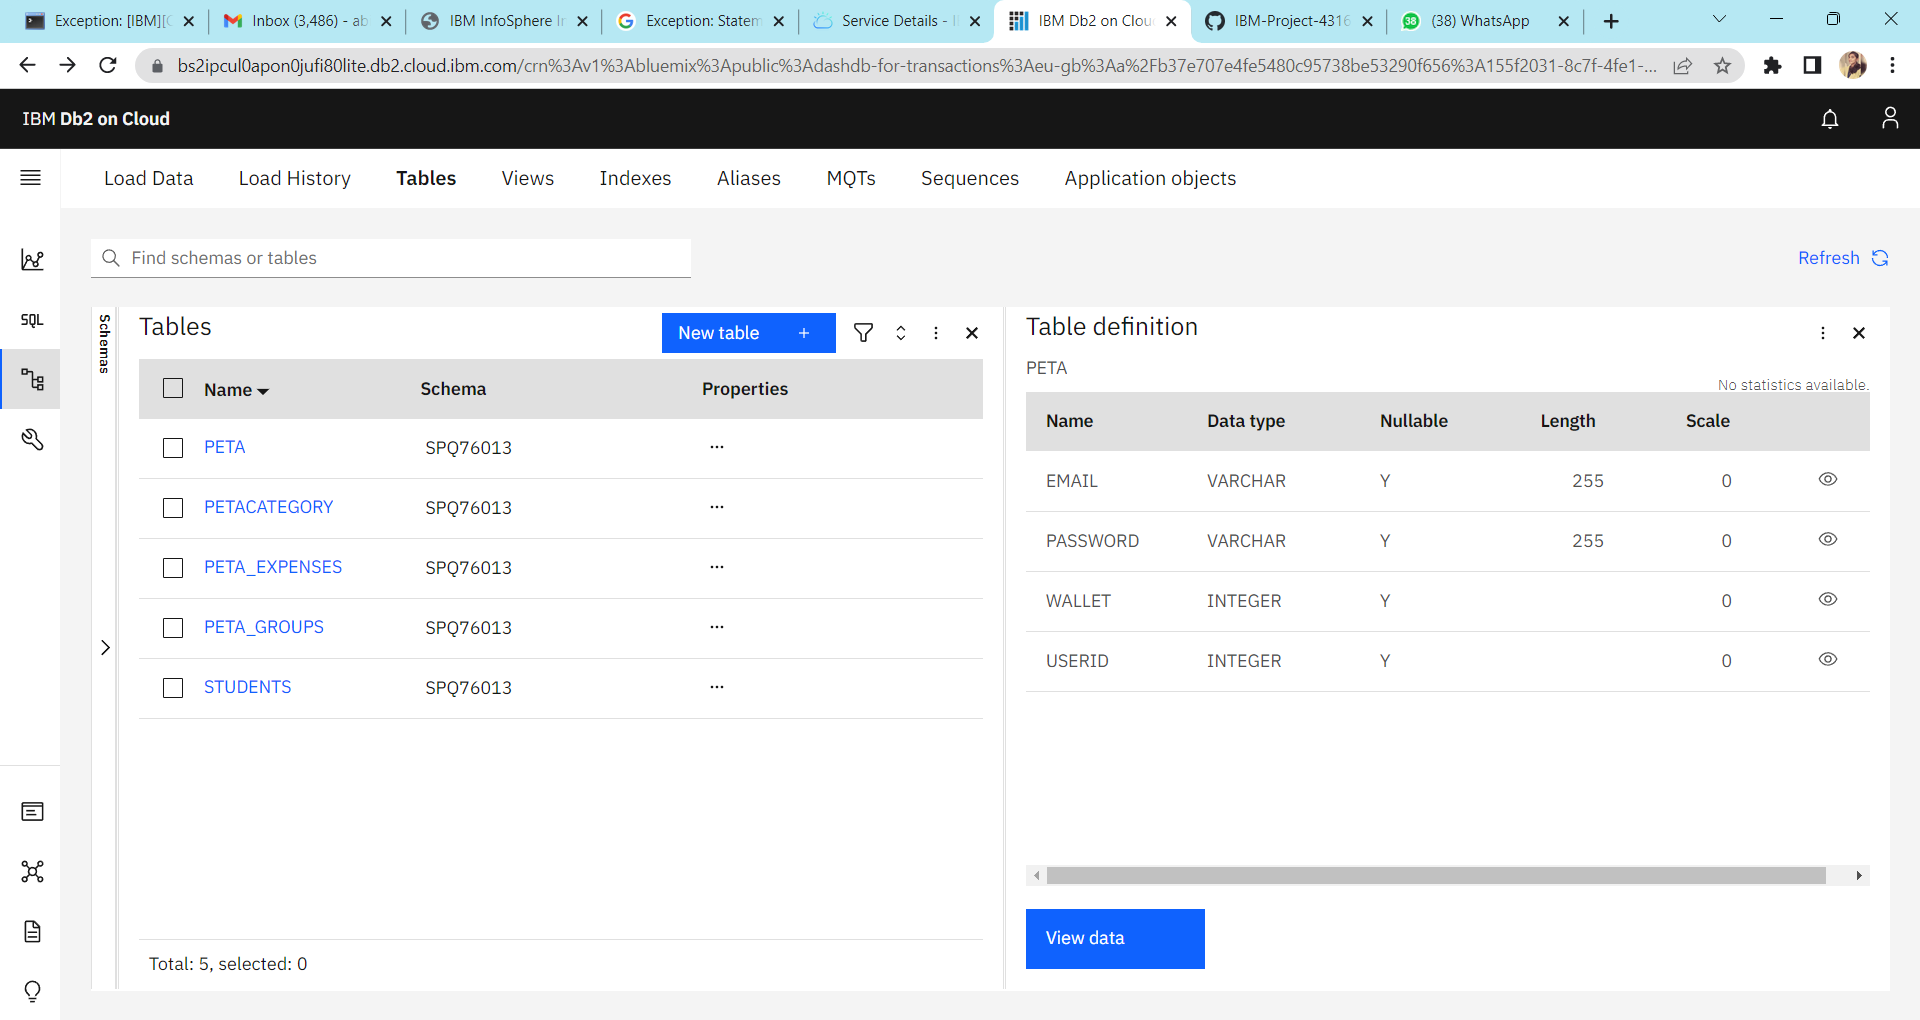 Exception: [IBM][C
Inbox (3,486) - ab
IBM InfoSphere I
Exception: Statem
Service Details - I
IBM Db2 on Clou
IBM-Project-4316
38
(38) WhatsApp
bs2ipcul0apon0jufi80lite.db2.cloud.ibm.com/crn%3Av1%3Abluemix%3Apublic%3Adashdb-for-transactions%3Aeu-gb%3Aa%2Fb37e707e4fe5480c95738be53290f656%3A155f2031-8c7f-4fe1-...
IBM Db2 on Cloud
Load Data
Load History
Tables
Views
Indexes
Aliases
MQTs
Sequences
Application objects
SQL
Find schemas or tables
Refresh
Schemas
Tables
New table +
Name Schema Properties
PETA SPQ76013 ...
PETACATEGORY SPQ76013 ...
PETA_EXPENSES SPQ76013 ...
PETA_GROUPS SPQ76013 ...
STUDENTS SPQ76013 ...
Total: 5, selected: 0
Table definition
PETA
No statistics available.
Name Data type Nullable Length Scale
EMAIL VARCHAR Y 255 0
PASSWORD VARCHAR Y 255 0
WALLET INTEGER Y 0
USERID INTEGER Y 0
View data